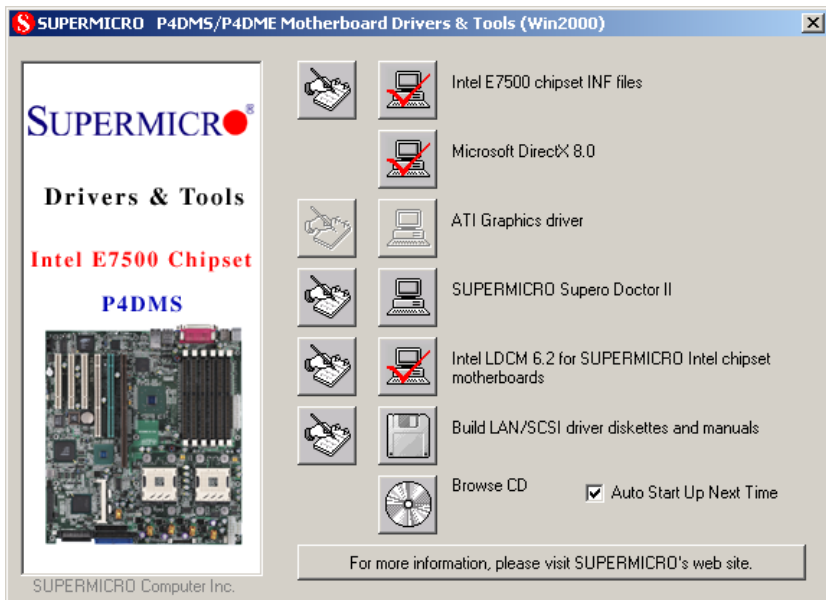 SUPERMICRO P4DMS/P4DME Motherboard Drivers & Tools (Win2000)
SUPERMICRO®
Drivers & Tools
Intel E7500 Chipset
P4DMS
SUPERMICRO Computer Inc.
Intel E7500 chipset INF files
Microsoft DirectX 8.0
ATI Graphics driver
SUPERMICRO Supero Doctor II
Intel LDCM 6.2 for SUPERMICRO Intel chipset
motherboards
Build LAN/SCSI driver diskettes and manuals
Browse CD
Auto Start Up Next Time
For more information, please visit SUPERMICRO's web site.